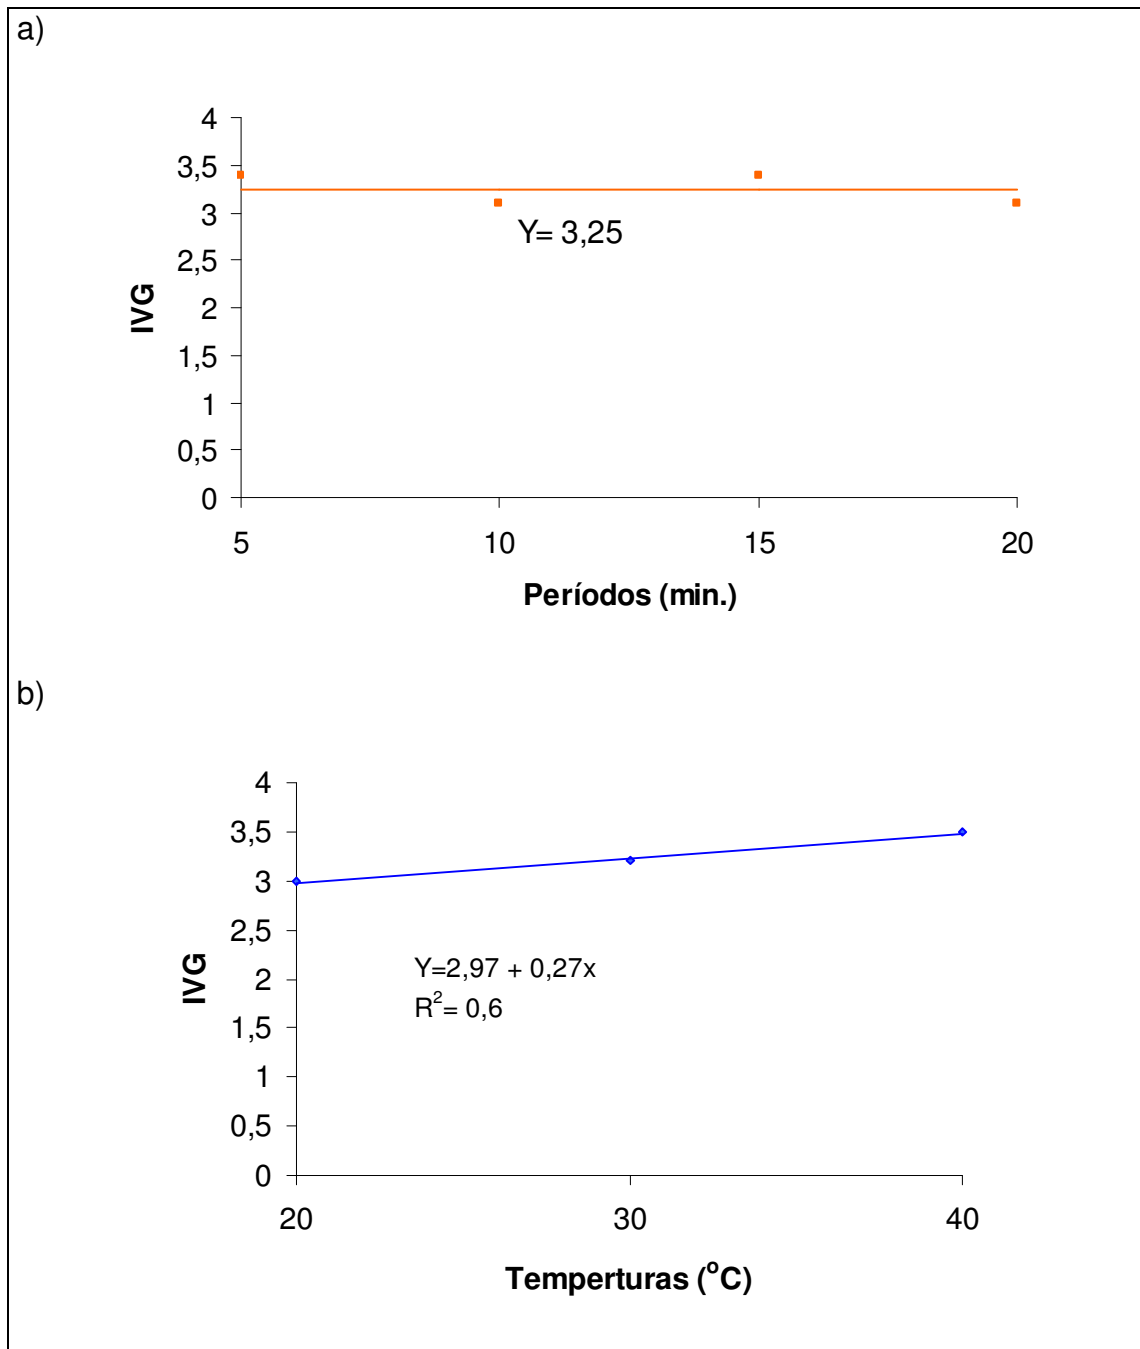 a)
4
3,5
3
2,5
2
1,5
1
0,5
0
IVG
Y= 3,25
5 10 15 20
Períodos (min.)
b)
4
3,5
3
2,5
2
1,5
1
0,5
0
IVG
Y=2,97 + 0,27x
R²= 0,6
20 30 40
Temperturas (°C)